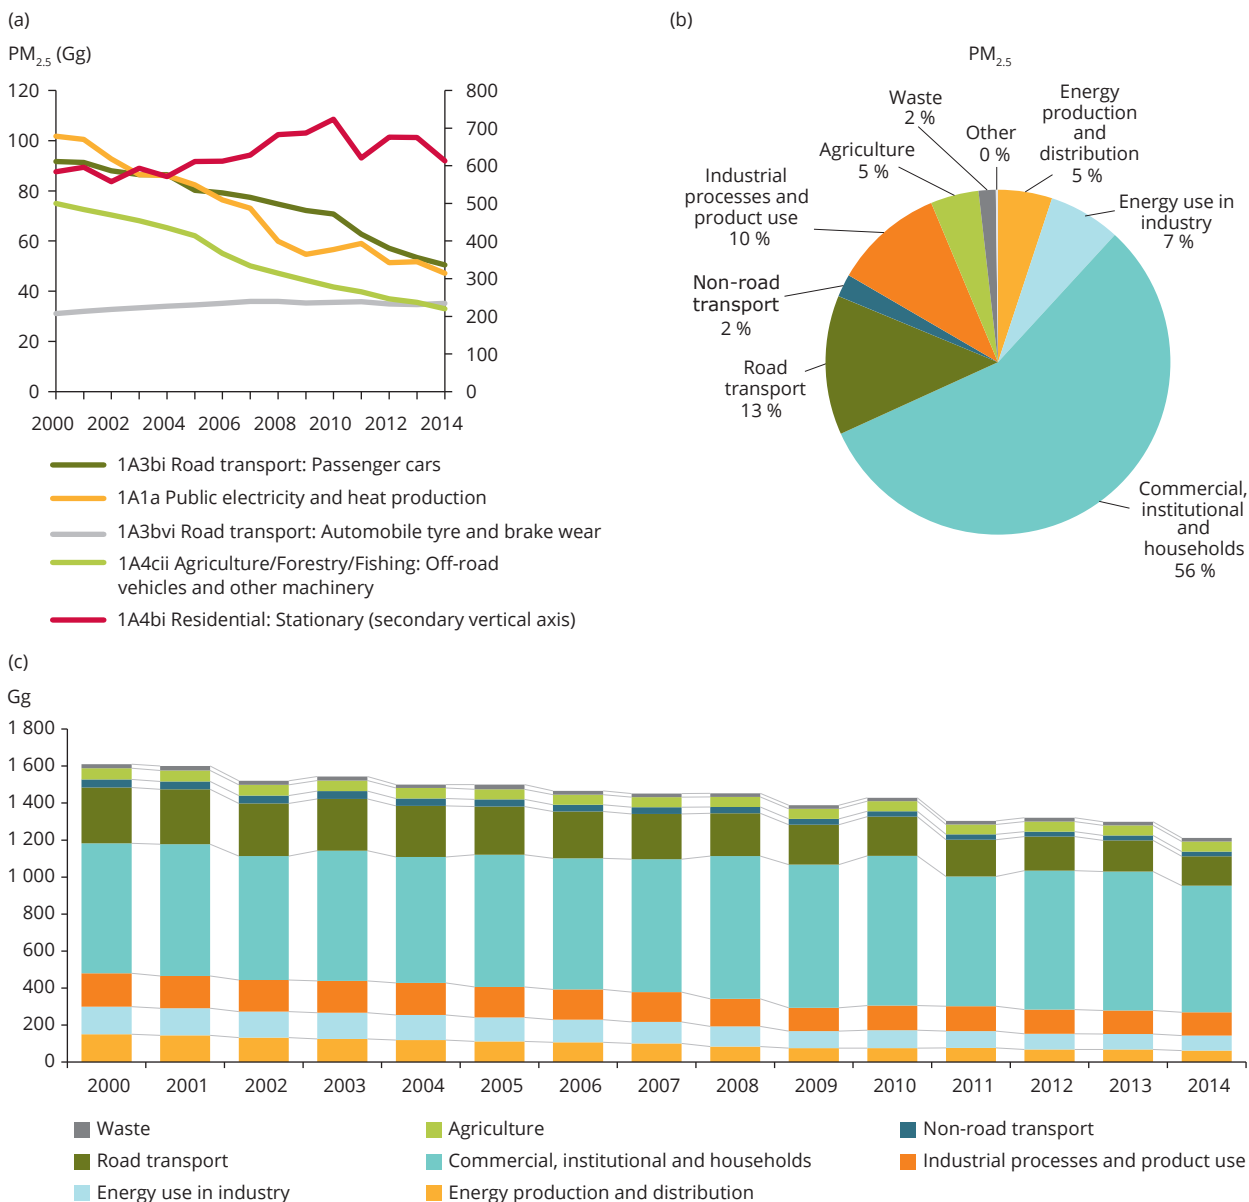 (a)
PM2.5 (Gg)
120
100
80
60
40
20
0
800
700
600
500
400
300
200
100
0
2000 2002 2004 2006 2008 2010 2012 2014
1A3bi Road transport: Passenger cars
1A1a Public electricity and heat production
1A3bvi Road transport: Automobile tyre and brake wear
1A4cii Agriculture/Forestry/Fishing: Off-road
vehicles and other machinery
1A4bi Residential: Stationary (secondary vertical axis)
(b)
PM2.5
Energy
production
and
distribution
5 %
Energy use in
industry
7 %
Commercial,
institutional
and
households
56 %
Road
transport
13 %
Non-road
transport
2 %
Industrial
processes and
product use
10 %
Agriculture
5 %
Waste
2 %
Other
0 %
(c)
Gg
1 800
1 600
1 400
1 200
1 000
800
600
400
200
0
2000 2001 2002 2003 2004 2005 2006 2007 2008 2009 2010 2011 2012 2013 2014
Waste
Agriculture
Non-road transport
Road transport
Commercial, institutional and households
Industrial processes and product use
Energy use in industry
Energy production and distribution